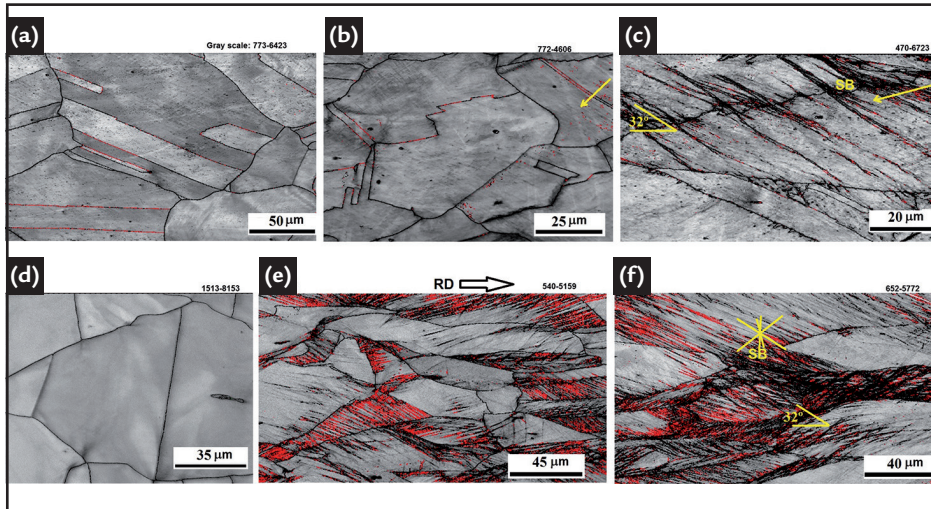 (a)
Gray scale: 773-6423
50 μm
(b)
772-4606
25 μm
(c)
470-6723
SB
32°
20 μm
(d)
1513-8153
35 μm
(e)
RD
540-5159
45 μm
(f)
652-5772
SB
32°
40 μm